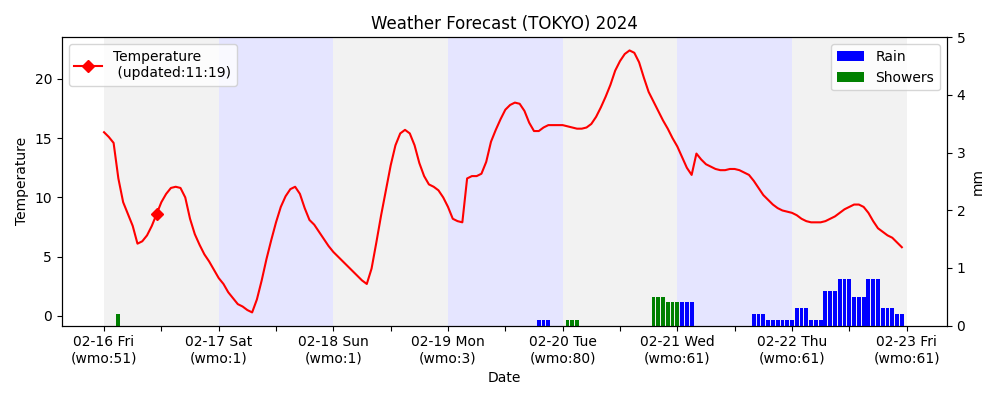 Weather Forecast (TOKYO) 2024
Temperature
(updated:11:19)
Rain
Showers
Temperature
20
15
10
5
0
5
4
3
2
1
0
mm
02-16 Fri
(wmo:51)
02-17 Sat
(wmo:1)
02-18 Sun
(wmo:1)
02-19 Mon
(wmo:3)
02-20 Tue
(wmo:80)
02-21 Wed
(wmo:61)
02-22 Thu
(wmo:61)
02-23 Fri
(wmo:61)
Date